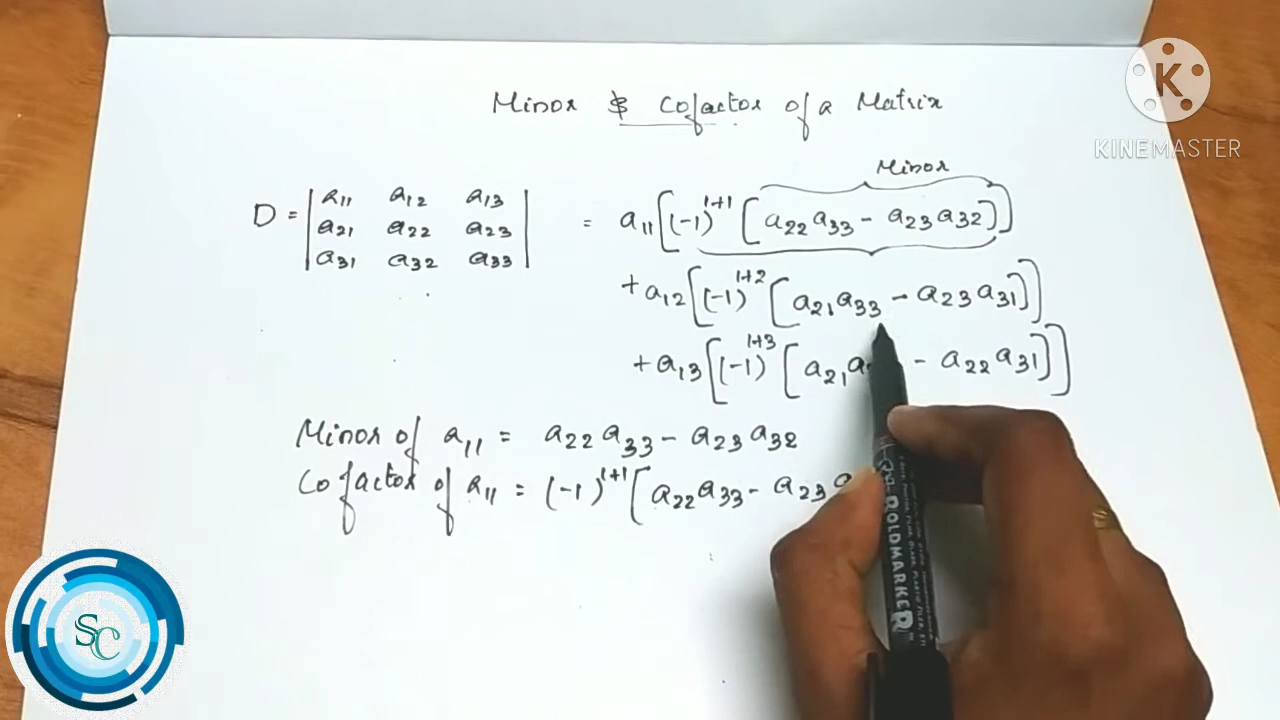 Minor & Cofactor of a Matrix
KINEMASTER
K
Minor
D = | a11 a12 a13 | = a11[(-1)^1+1 [a22a33 - a23a32]]
| a21 a22 a23 |
| a31 a32 a33 |
+ a12[(-1)^1+2 [a21a33 - a23a31]]
+ a13[(-1)^1+3 [a21 - a22a31]]
Minor of a11 = a22a33 - a23a32
Cofactor of a11 = (-1)^1+1 [a22a33 - a23
ROLDMARKER
SC